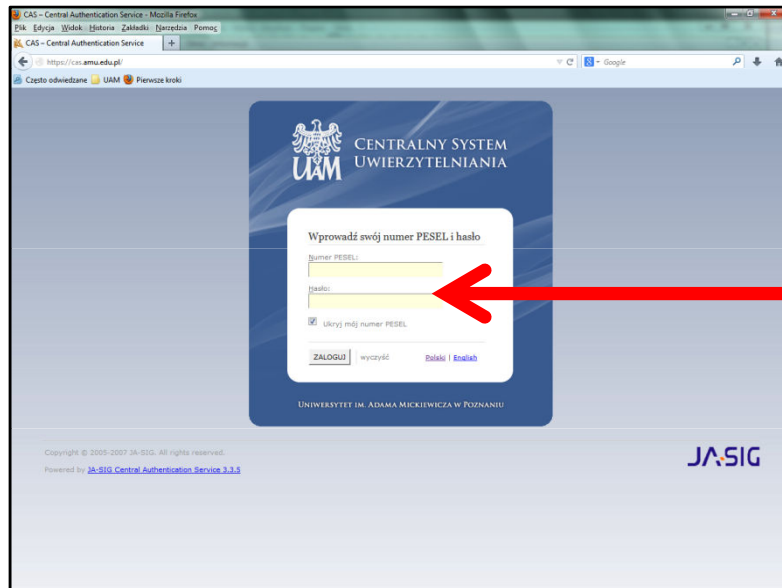 CAS – Central Authentication Service - Mozilla Firefox
Plik Edycja Widok Historia Zakładki Narzędzia Pomoc
CAS – Central Authentication Service
https://cas.amu.edu.pl/
Google
Często odwiedzane UAM Pierwsze kroki
UAM
CENTRALNY SYSTEM
UWIERZYTELNIANIA
Wprowadź swój numer PESEL i hasło
Numer PESEL:
Hasło:
Ukryj mój numer PESEL
ZALOGUJ wyczyść Polski | English
UNIWERSYTET IM. ADAMA MICKIEWICZA W POZNANIU
Copyright © 2005-2007 JA-SIG. All rights reserved.
Powered by JA-SIG Central Authentication Service 3.3.5
JA-SIG